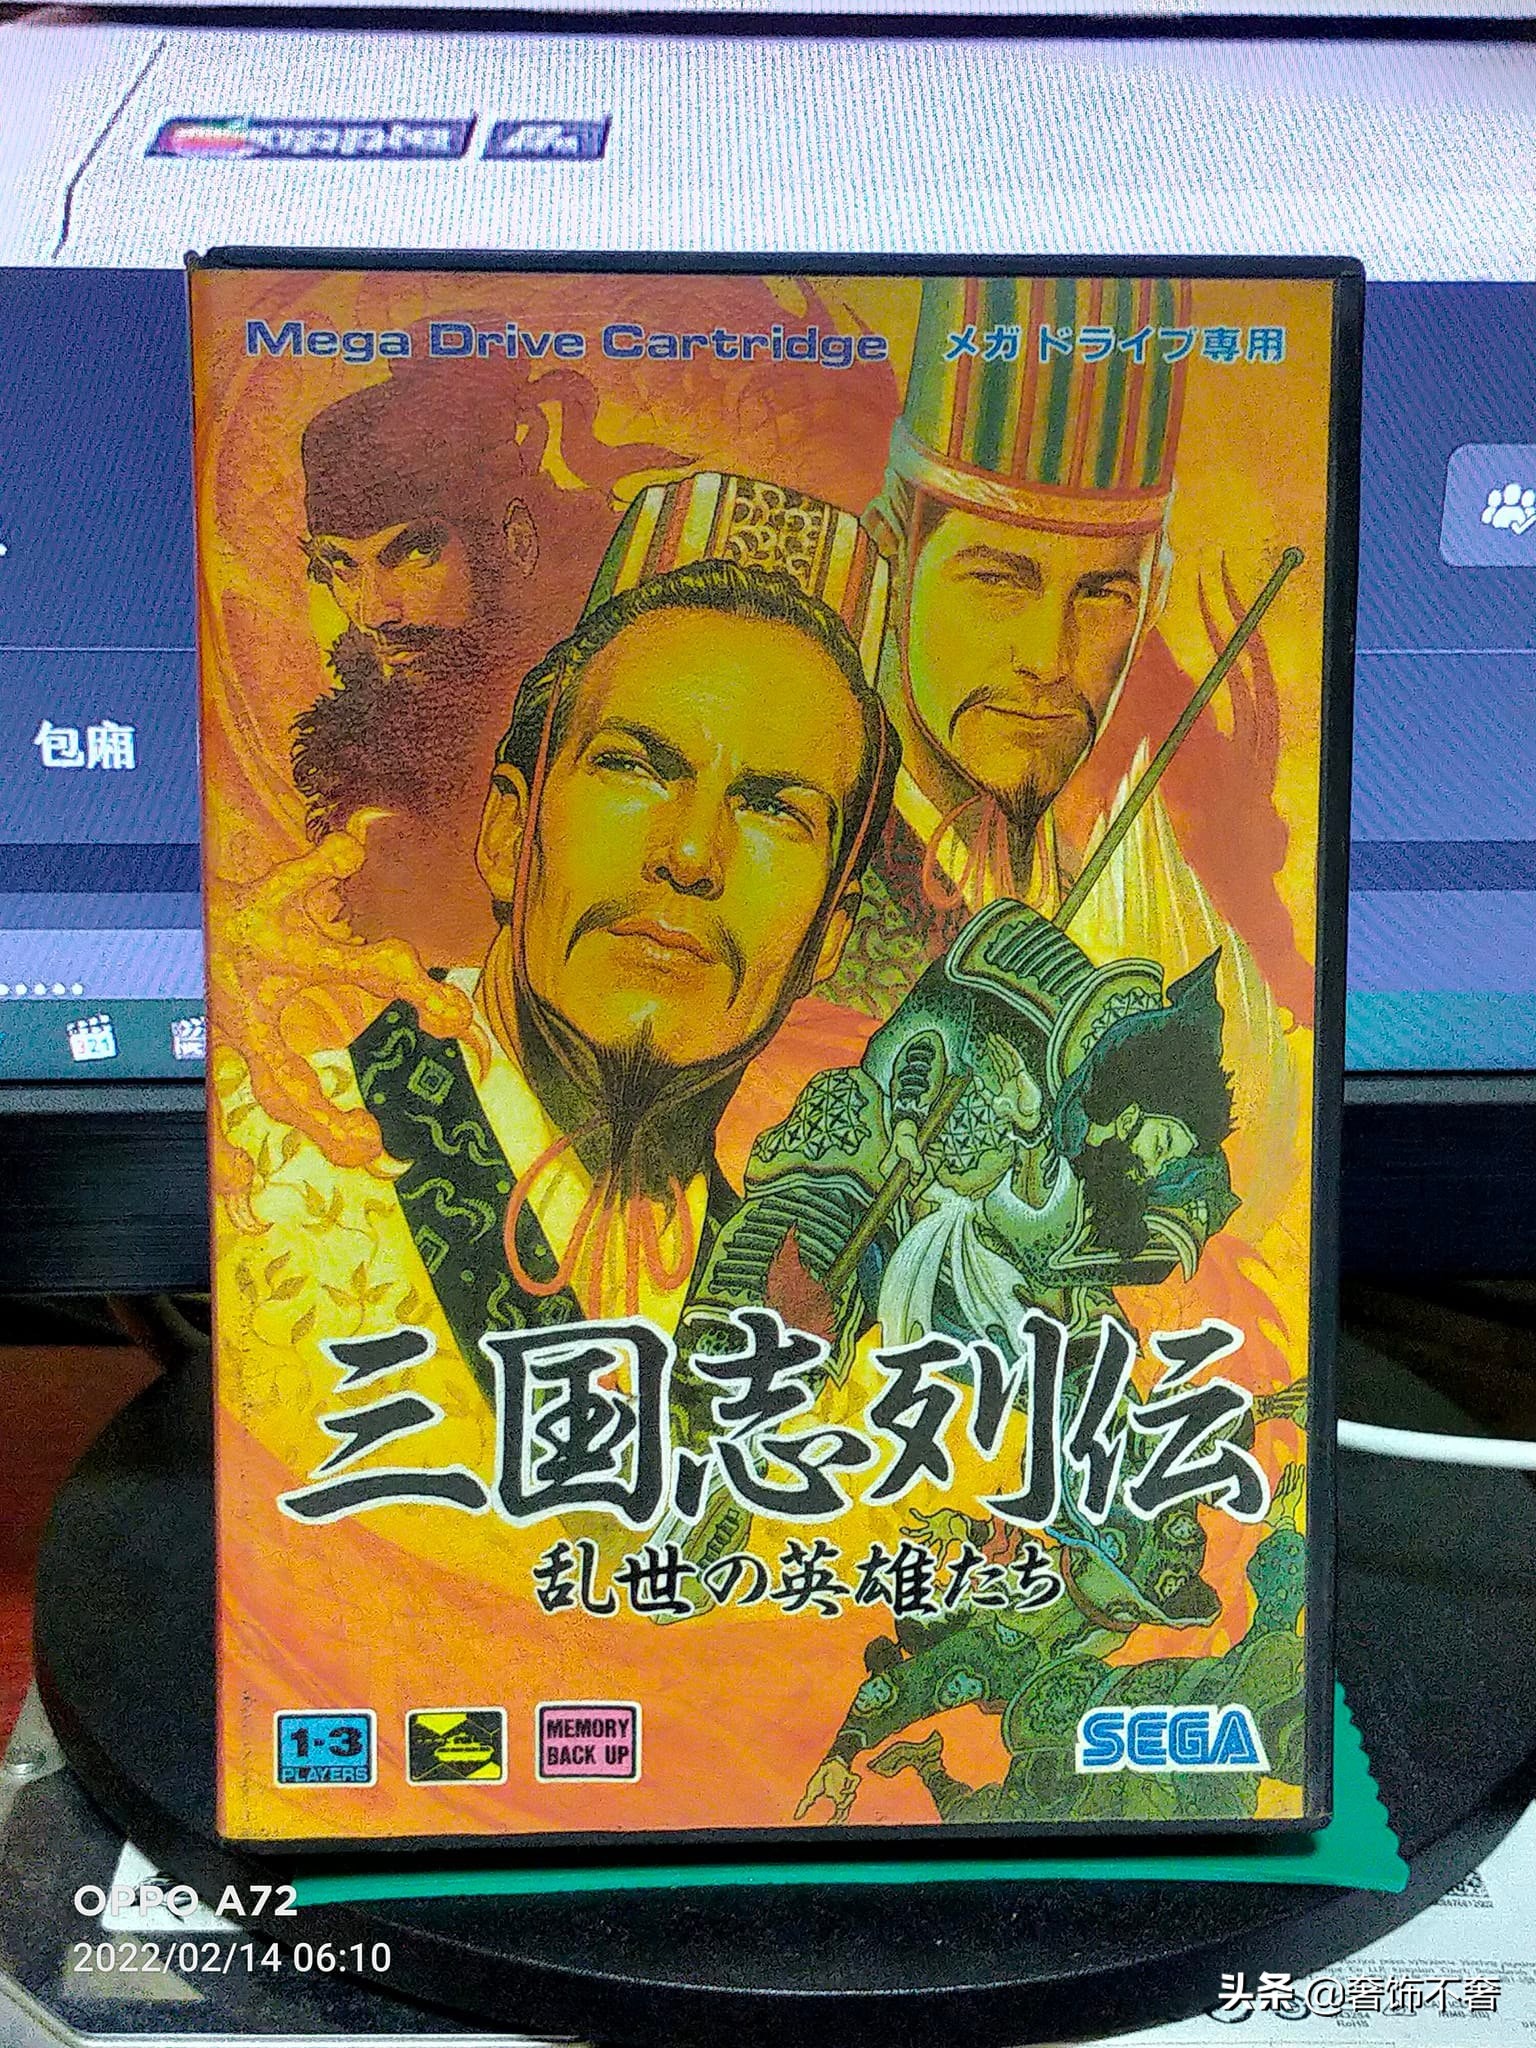 Mega Drive Cartridge メガドライブ専用
包廂
321
三国志列伝
乱世の英雄たち
1-3
PLAYERS
MEMORY
BACK UP
SEGA
OPPO A72
2022/02/14 06:10
头条 @奢饰不奢